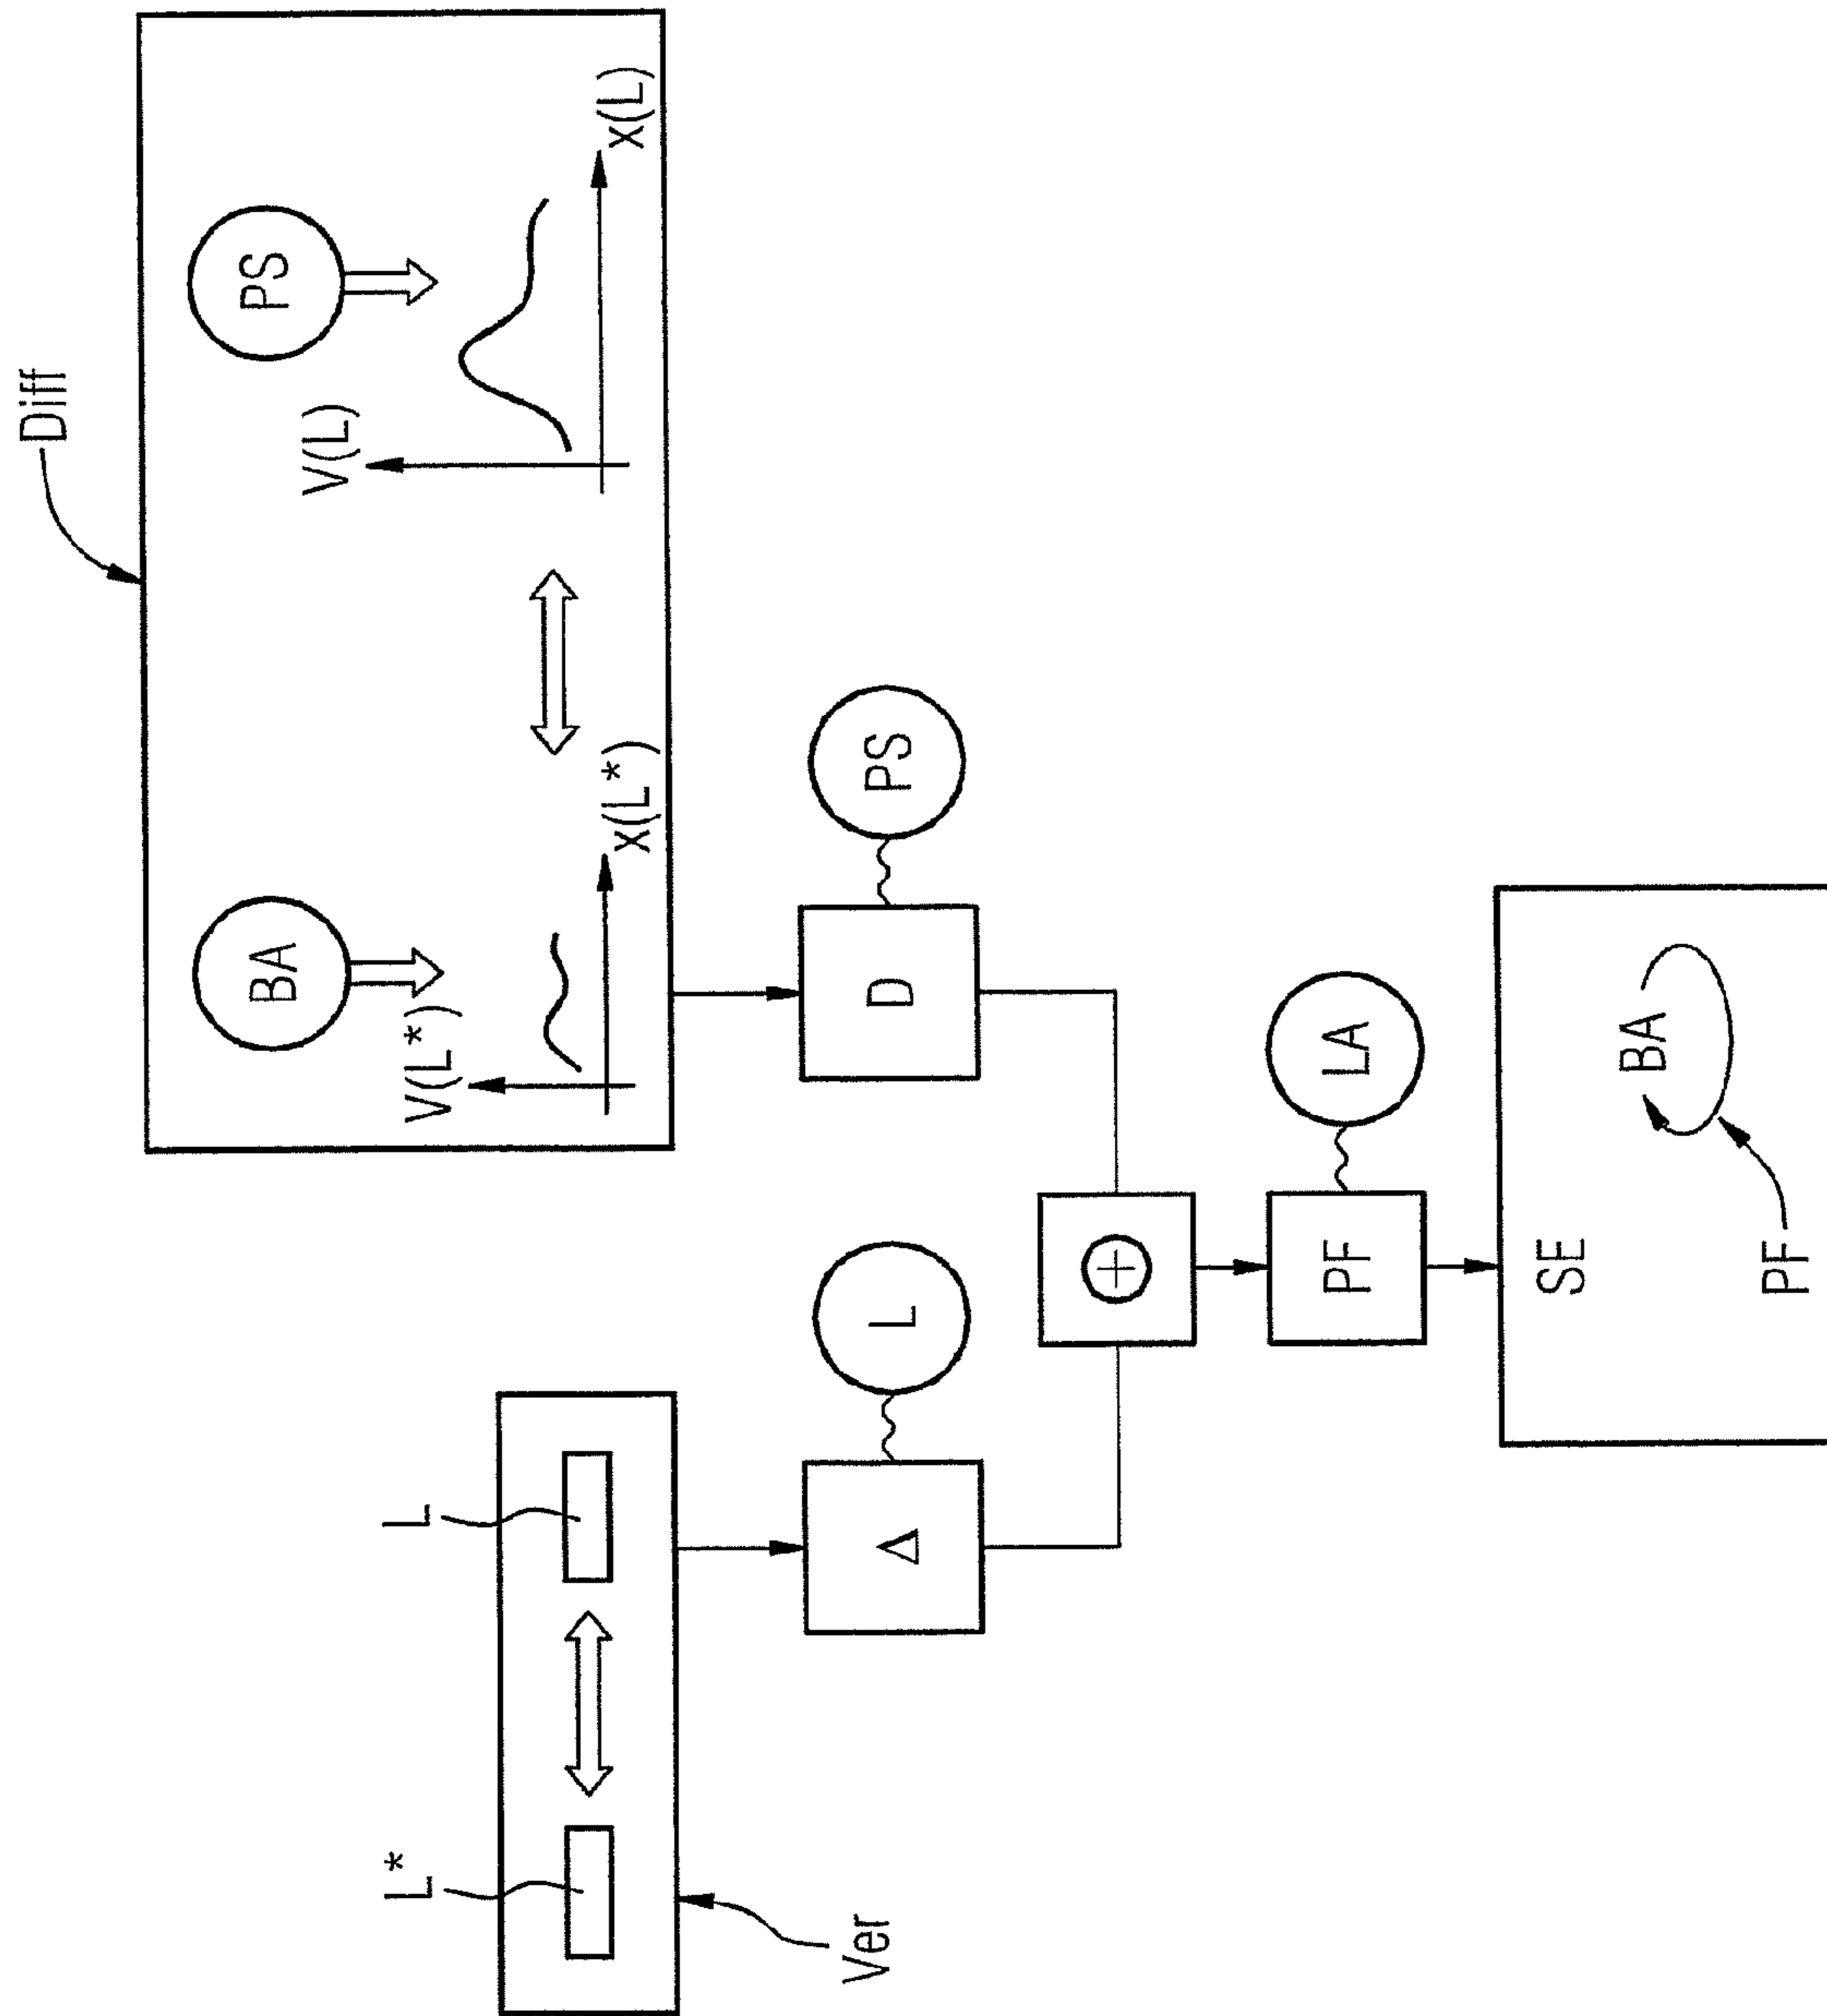 Diff
BA
PS
V(L)
L*
L
V(L*)
x(L*)
x(L)
Ver
Δ
L
D
PS
+
PF
LA
SE
BA
PF